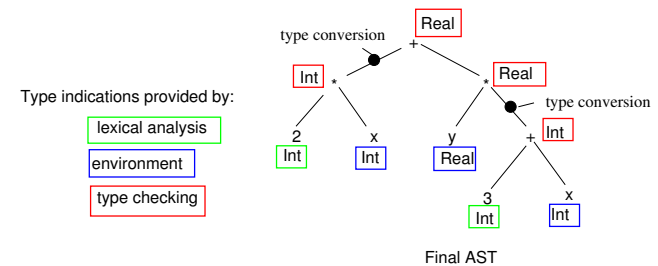 Real
type conversion
+
Int
*
*
Real
Type indications provided by:
type conversion
lexical analysis
2
x
y
+
Int
environment
Int
Int
Real
type checking
3
x
Int
Int
Final AST